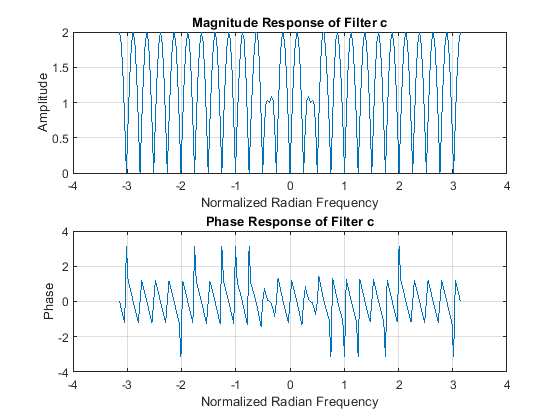 Magnitude Response of Filter c
2
1.5
1
0.5
0
Amplitude
-4 -3 -2 -1 0 1 2 3 4
Normalized Radian Frequency
Phase Response of Filter c
4
2
0
-2
-4
Phase
-4 -3 -2 -1 0 1 2 3 4
Normalized Radian Frequency